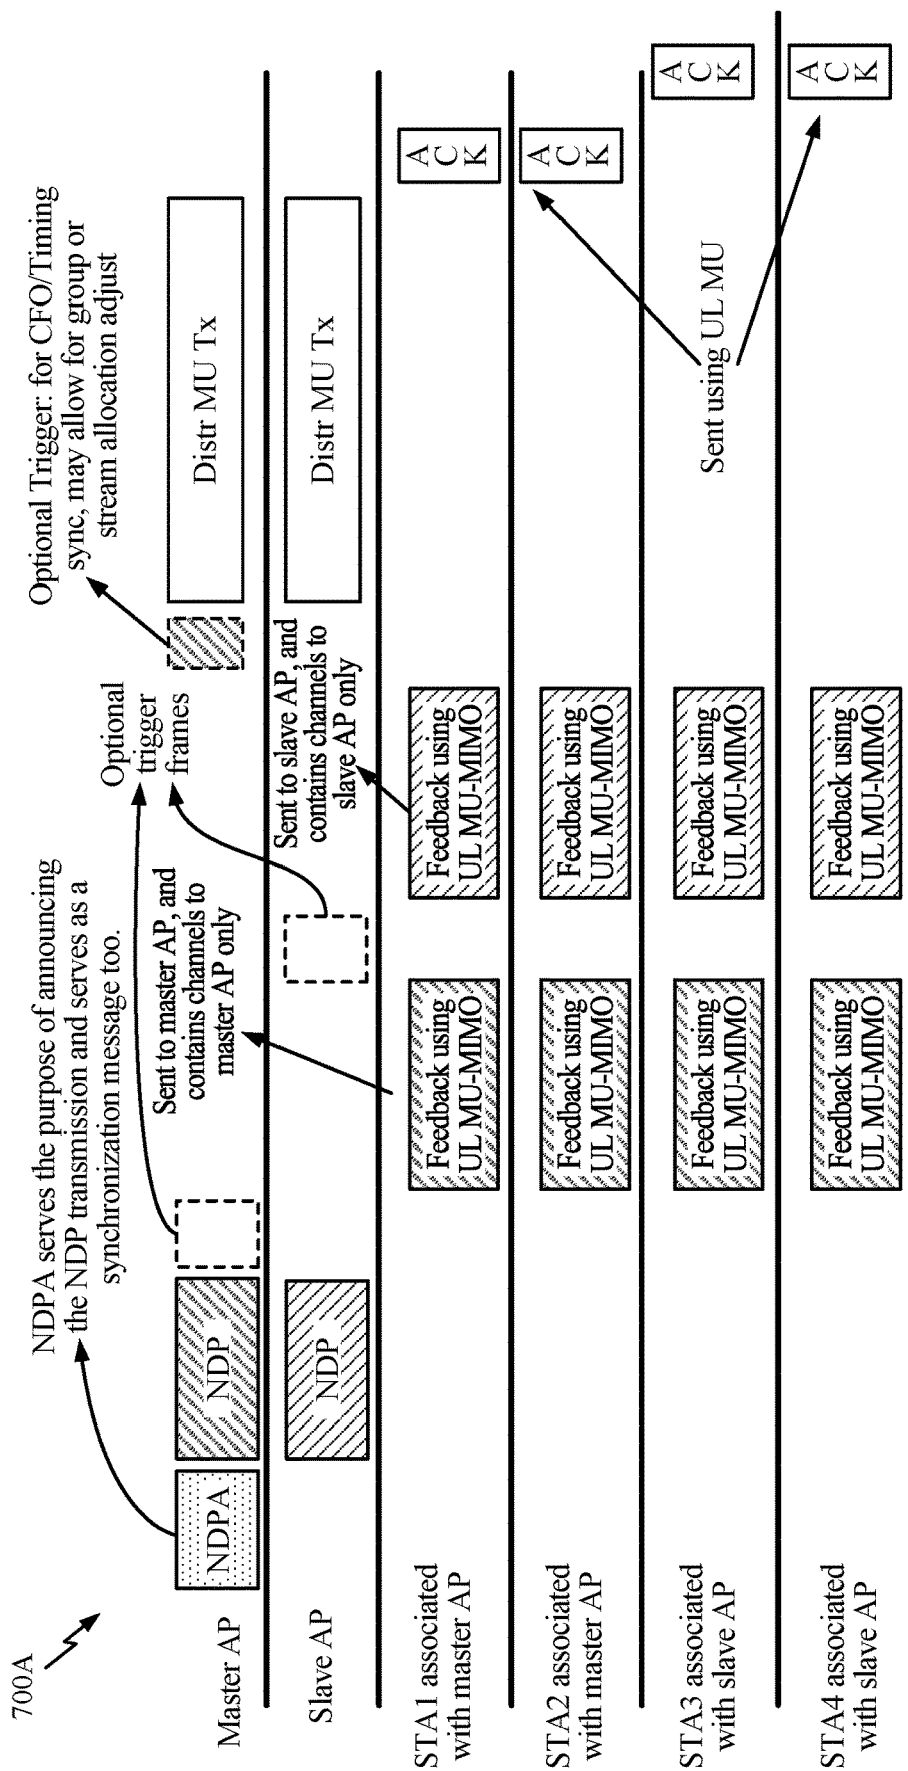 700A
NDPA serves the purpose of announcing
the NDP transmission and serves as a
synchronization message too.
Optional
trigger
frames
Optional Trigger: for CFO/Timing
sync, may allow for group or
stream allocation adjust
Master AP
NDPA
NDP
Sent to master AP, and
contains channels to
master AP only
Distr MU Tx
Slave AP
NDP
Sent to slave AP, and
contains channels to
slave AP only
Distr MU Tx
STA1 associated
with master AP
Feedback using
UL MU-MIMO
Feedback using
UL MU-MIMO
A
C
K
STA2 associated
with master AP
Feedback using
UL MU-MIMO
Feedback using
UL MU-MIMO
A
C
K
STA3 associated
with slave AP
Feedback using
UL MU-MIMO
Feedback using
UL MU-MIMO
Sent using UL MU
A
C
K
STA4 associated
with slave AP
Feedback using
UL MU-MIMO
Feedback using
UL MU-MIMO
A
C
K